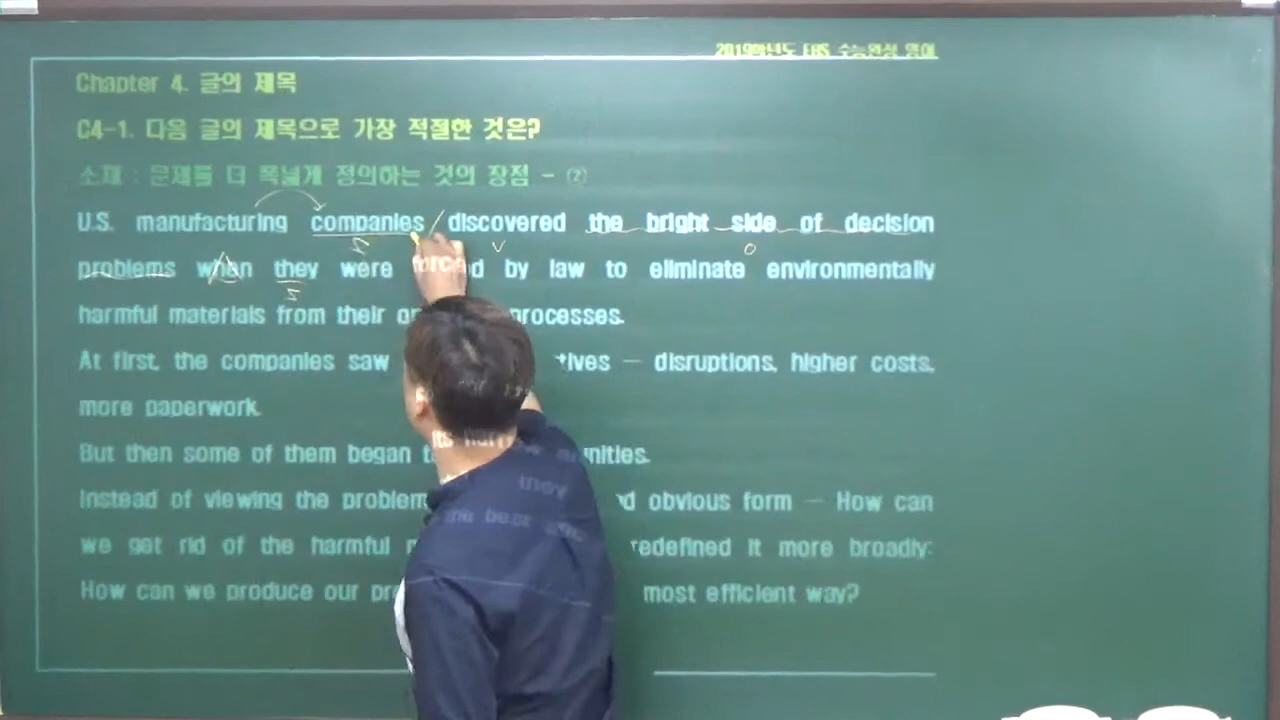 2019학년도 EBS 수능완성 영어
Chapter 4. 글의 제목
C4-1. 다음 글의 제목으로 가장 적절한 것은?
소재 : 문제를 더 폭넓게 정의하는 것의 장점 - ②
U.S. manufacturing companies discovered the bright side of decision
problems when they were forced by law to eliminate environmentally
harmful materials from their processes.
At first, the companies saw — disruptions, higher costs,
more paperwork.
But then some of them began
Instead of viewing the problem obvious form — How can
we get rid of the harmful redefined it more broadly:
How can we produce our most efficient way?